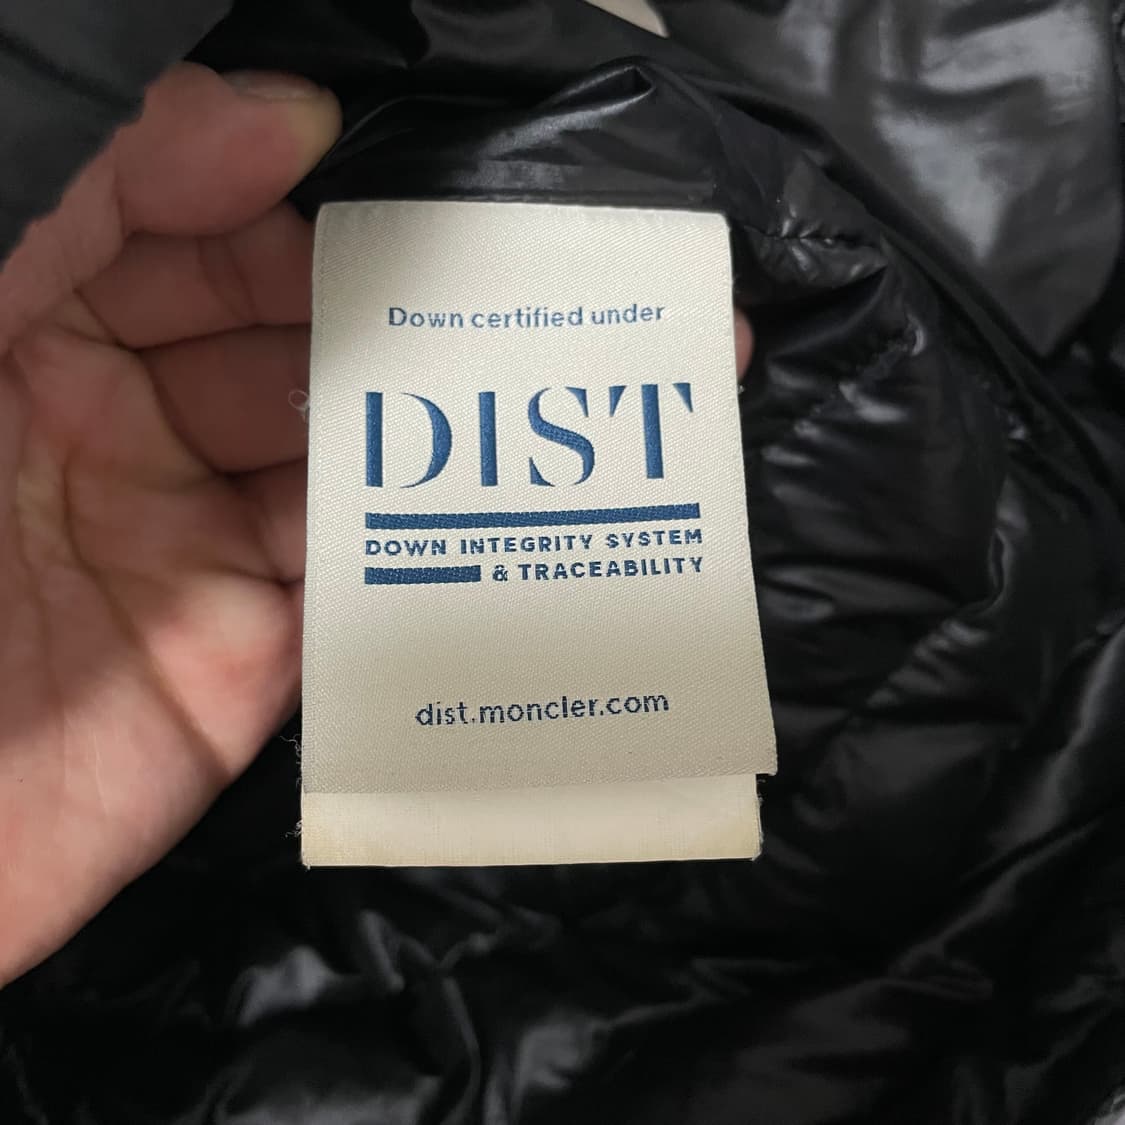 Down certified under
DIST
DOWN INTEGRITY SYSTEM
& TRACEABILITY
dist.moncler.com